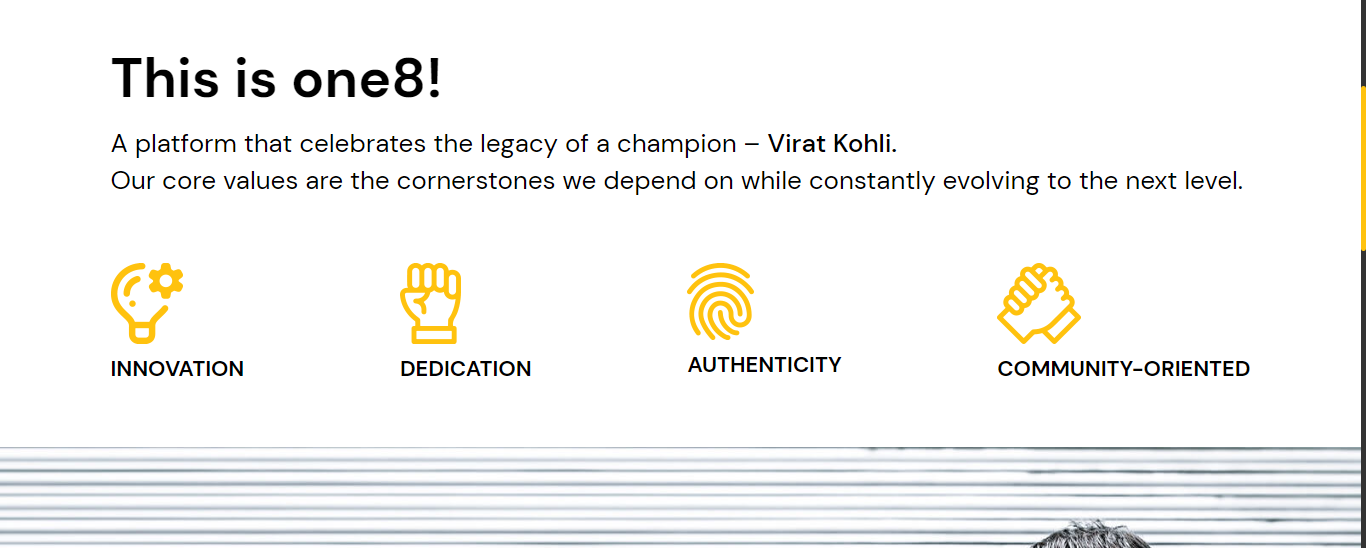 This is one8!
A platform that celebrates the legacy of a champion – Virat Kohli.
Our core values are the cornerstones we depend on while constantly evolving to the next level.
INNOVATION
DEDICATION
AUTHENTICITY
COMMUNITY-ORIENTED